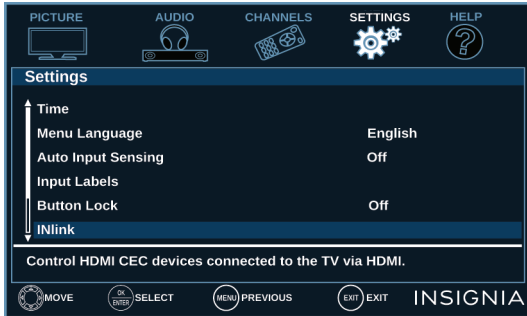 PICTURE AUDIO CHANNELS SETTINGS HELP
Settings
Time
Menu Language English
Auto Input Sensing Off
Input Labels
Button Lock Off
INlink
Control HDMI CEC devices connected to the TV via HDMI.
MOVE OK ENTER SELECT MENU PREVIOUS EXIT EXIT INSIGNIA